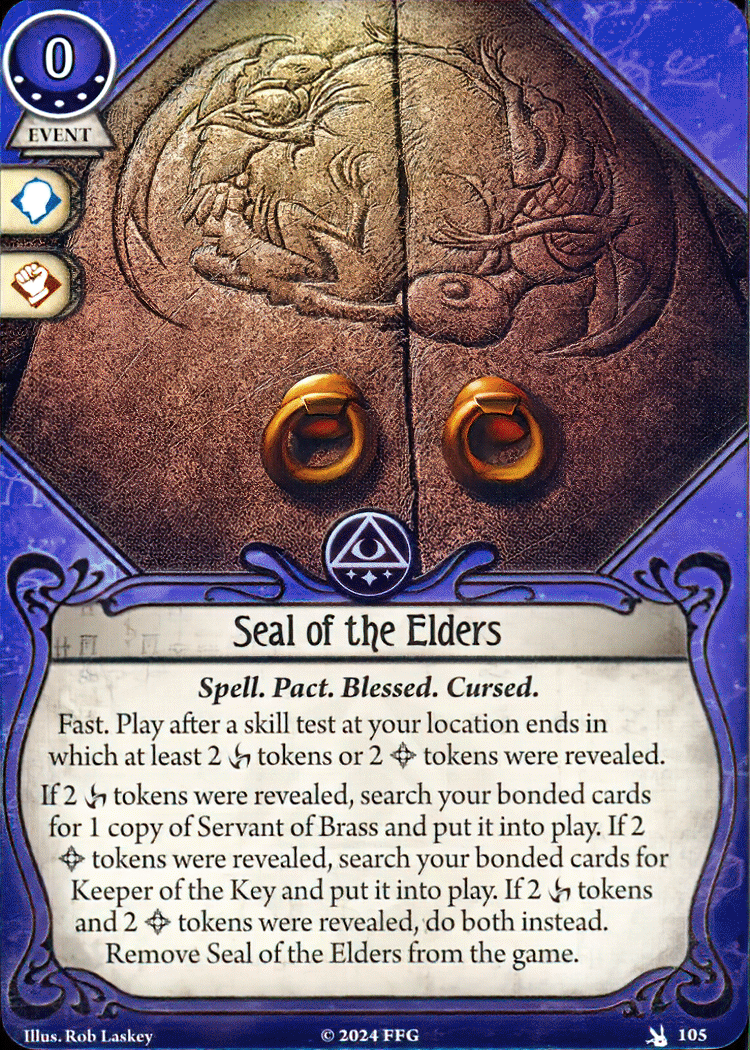 0
EVENT
Seal of the Elders
Spell. Pact. Blessed. Cursed.
Fast. Play after a skill test at your location ends in
which at least 2 tokens or 2 tokens were revealed.
If 2 tokens were revealed, search your bonded cards
for 1 copy of Servant of Brass and put it into play. If 2
tokens were revealed, search your bonded cards for
Keeper of the Key and put it into play. If 2 tokens
and 2 tokens were revealed, do both instead.
Remove Seal of the Elders from the game.
Illus. Rob Laskey
© 2024 FFG
105